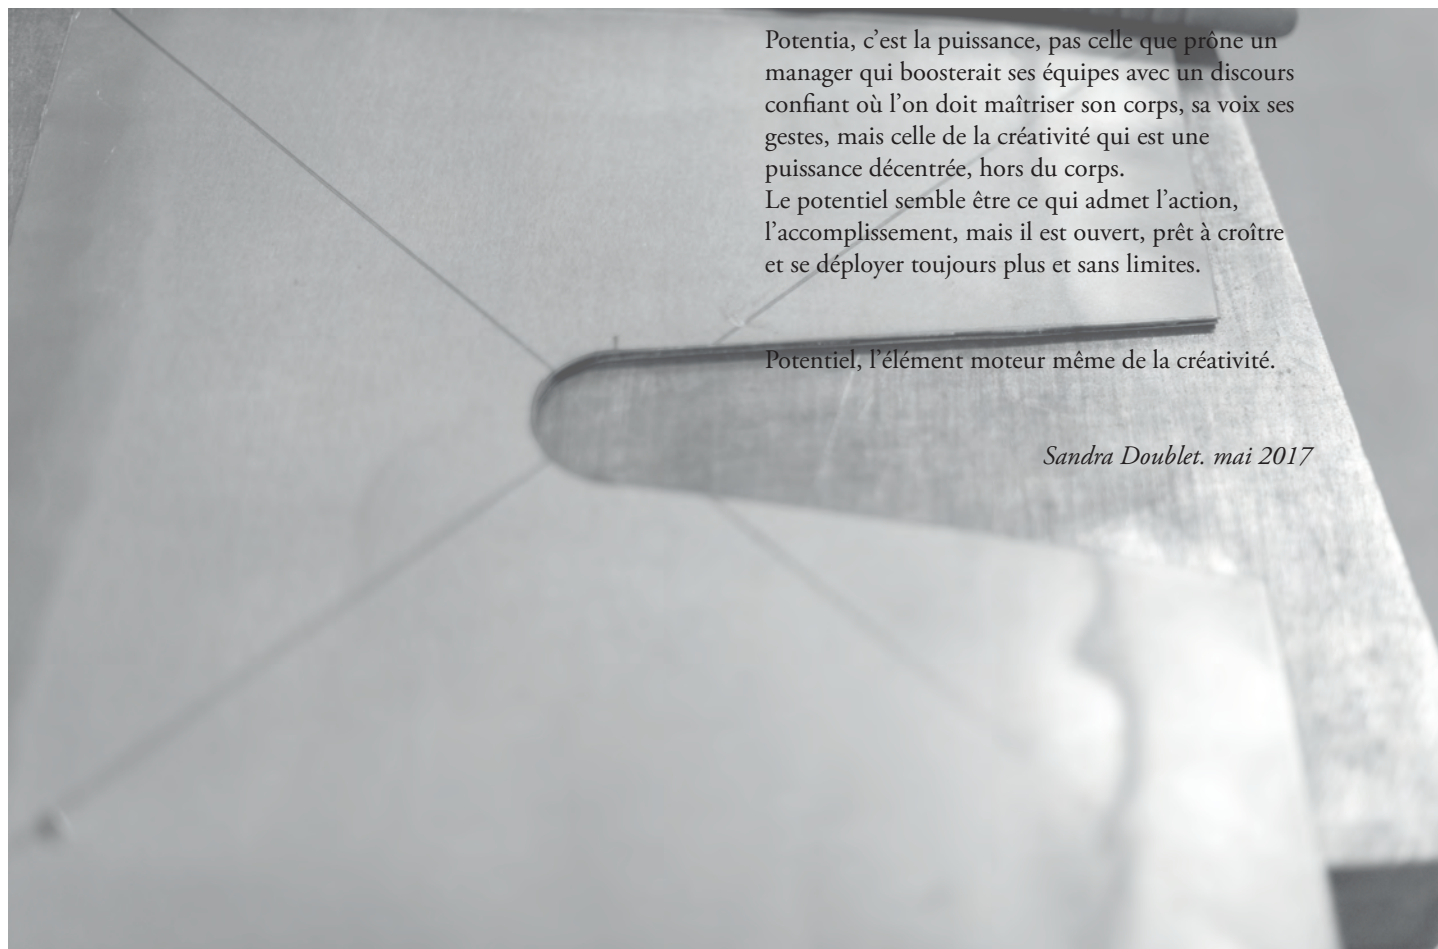 Potentia, c’est la puissance, pas celle que prône un
manager qui boosterait ses équipes avec un discours
confiant où l’on doit maîtriser son corps, sa voix ses
gestes, mais celle de la créativité qui est une
puissance décentrée, hors du corps.
Le potentiel semble être ce qui admet l’action,
l’accomplissement, mais il est ouvert, prêt à croître
et se déployer toujours plus et sans limites.
Potentiel, l’élément moteur même de la créativité.
Sandra Doublet. mai 2017